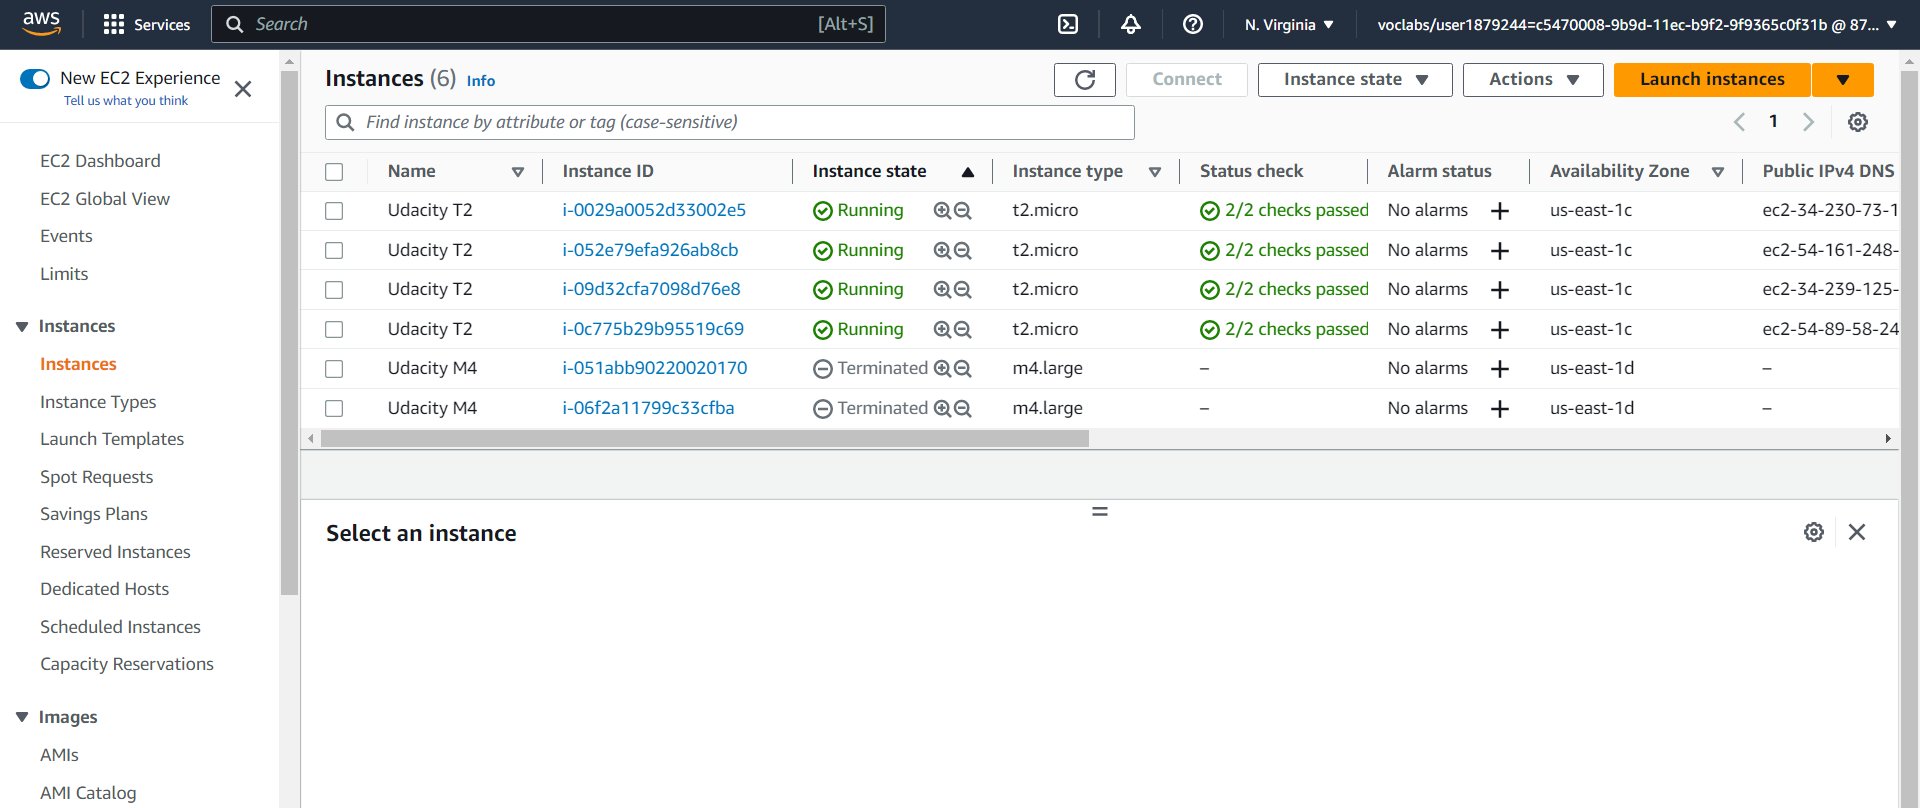 aws Services Search [Alt+S] N. Virginia voclabs/user1879244=c5470008-9b9d-11ec-b9f2-9f9365c0f31b @ 87...
New EC2 Experience
Tell us what you think
EC2 Dashboard
EC2 Global View
Events
Limits
Instances
Instances
Instance Types
Launch Templates
Spot Requests
Savings Plans
Reserved Instances
Dedicated Hosts
Scheduled Instances
Capacity Reservations
Images
AMIs
AMI Catalog
Instances (6) Info Connect Instance state Actions Launch instances
Find instance by attribute or tag (case-sensitive) 1
Name Instance ID Instance state Instance type Status check Alarm status Availability Zone Public IPv4 DNS
Udacity T2 i-0029a0052d33002e5 Running t2.micro 2/2 checks passed No alarms + us-east-1c ec2-34-230-73-1
Udacity T2 i-052e79efa926ab8cb Running t2.micro 2/2 checks passed No alarms + us-east-1c ec2-54-161-248-
Udacity T2 i-09d32cfa7098d76e8 Running t2.micro 2/2 checks passed No alarms + us-east-1c ec2-34-239-125-
Udacity T2 i-0c775b29b95519c69 Running t2.micro 2/2 checks passed No alarms + us-east-1c ec2-54-89-58-24
Udacity M4 i-051abb90220020170 Terminated m4.large – No alarms + us-east-1d –
Udacity M4 i-06f2a11799c33cfba Terminated m4.large – No alarms + us-east-1d –
Select an instance